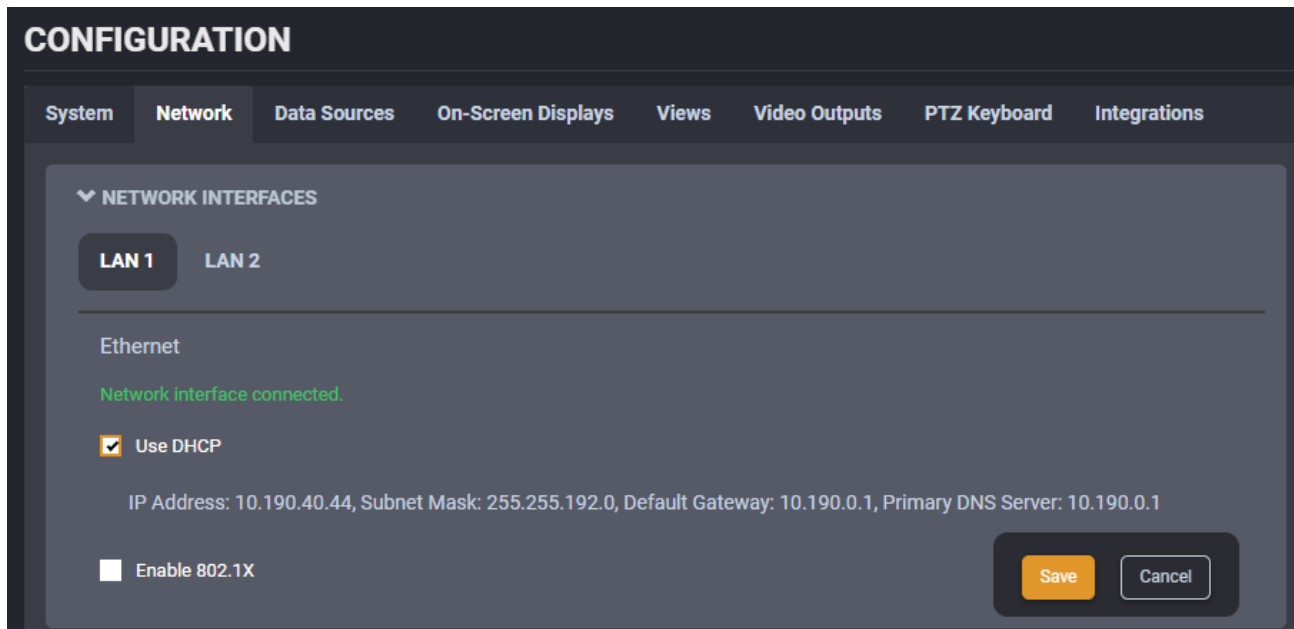 CONFIGURATION
System Network Data Sources On-Screen Displays Views Video Outputs PTZ Keyboard Integrations
NETWORK INTERFACES
LAN 1 LAN 2
Ethernet
Network interface connected.
Use DHCP
IP Address: 10.190.40.44, Subnet Mask: 255.255.192.0, Default Gateway: 10.190.0.1, Primary DNS Server: 10.190.0.1
Enable 802.1X
Save Cancel